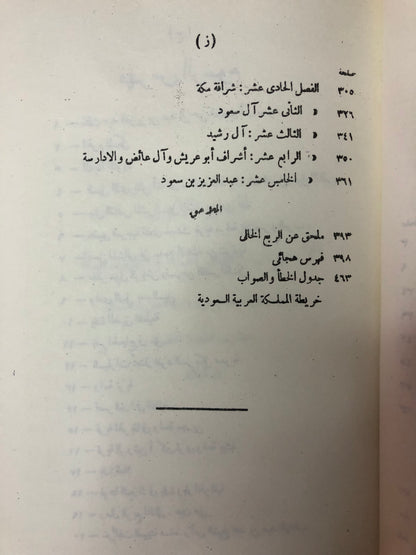 (ز)
صفحة
٣٠٥ الفصل الحادى عشر : شرافة مكة
٣٢٦ » الثانى عشر آل سعود
٣٤١ » الثالث عشر : آل رشيد
٣٥٠ » الرابع عشر : أشراف أبو عريش وآل عائض والادارسة
٣٦١ » الخامس عشر : عبد العزيز بن سعود
الملاحق
٣٩٣ ملحق عن الربع الخالى
٣٩٨ فهرس هجائى
٤٦٣ جدول الخطأ والصواب
خريطة المملكة العربية السعودية